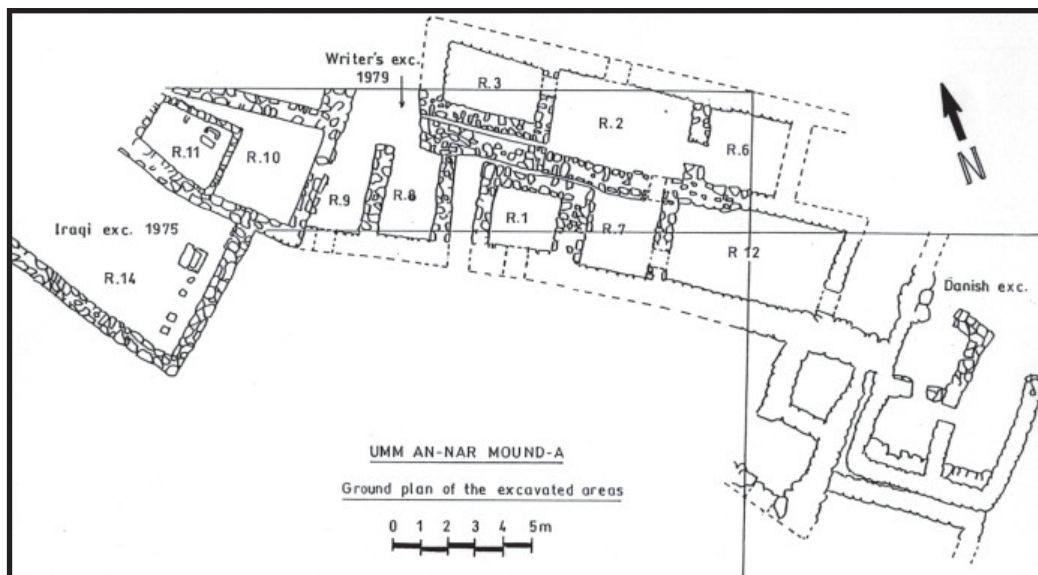 Writer's exc.
1979
R.3
R.2
R.6
R.11
R.10
R.9
R.8
R.1
R.7
R 12
Iraqi exc. 1975
R.14
Danish exc.
N
UMM AN-NAR MOUND-A
Ground plan of the excavated areas
0 1 2 3 4 5m